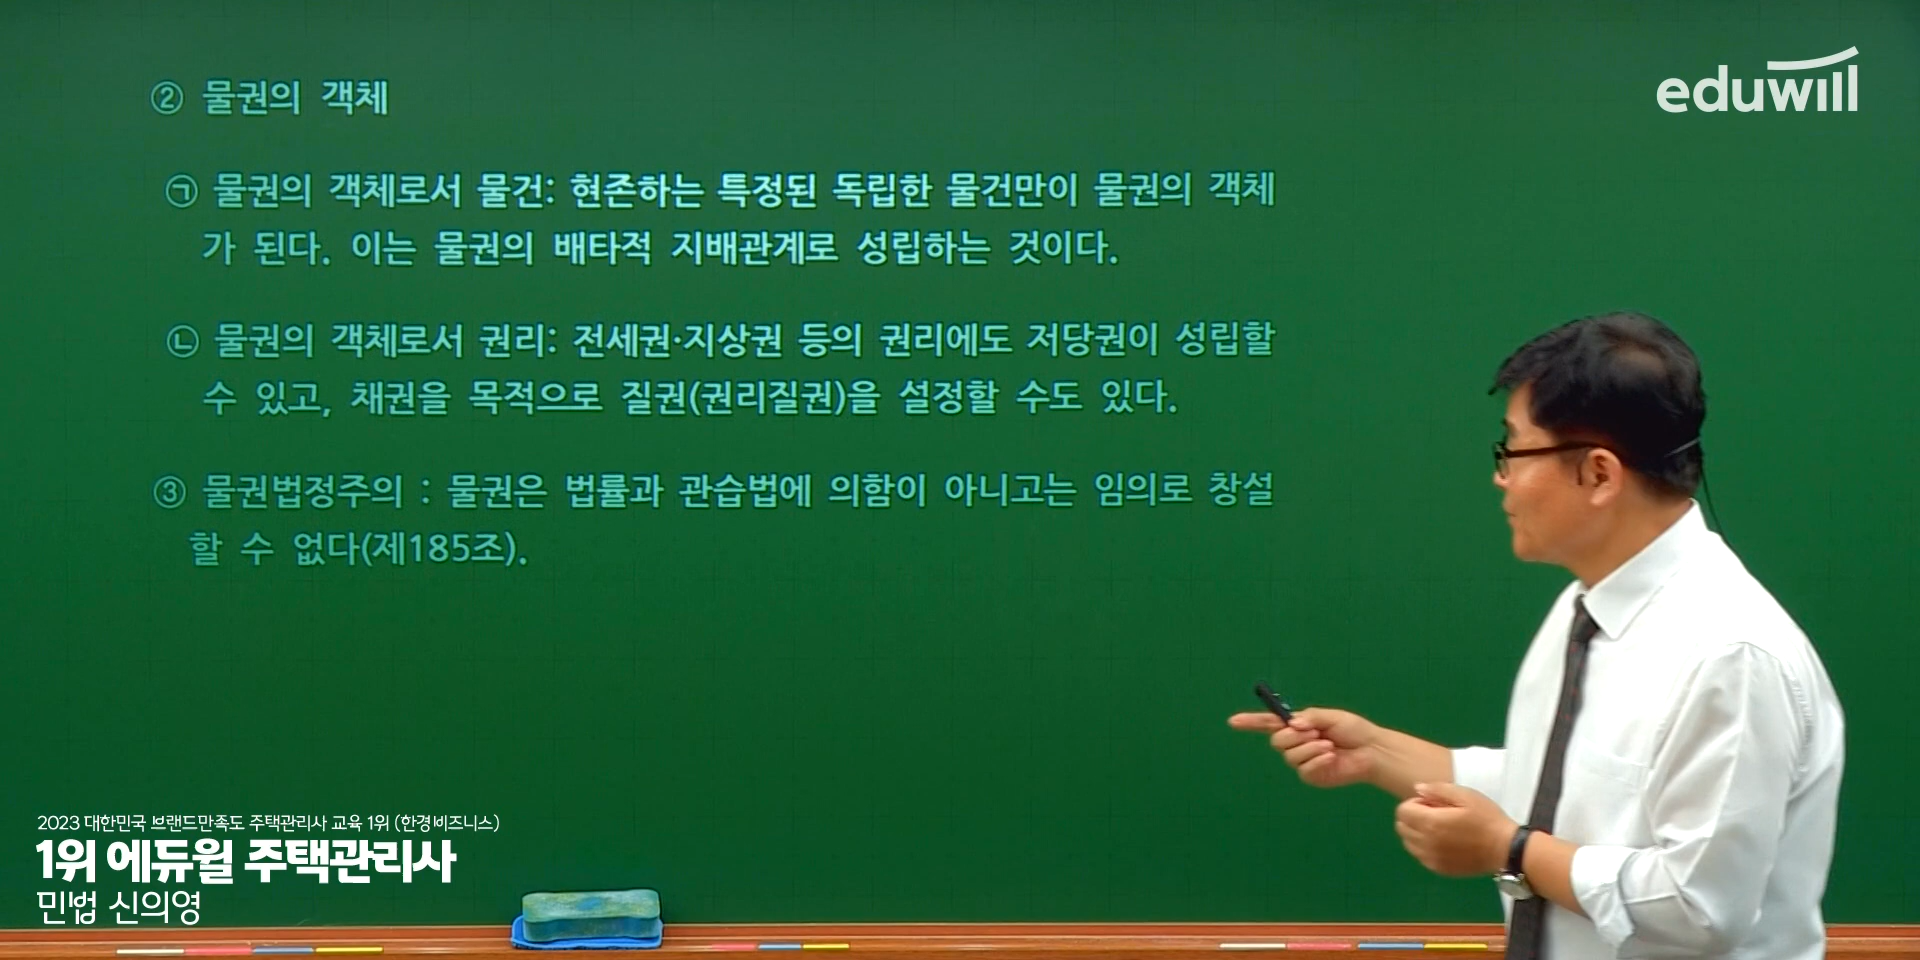 ② 물권의 객체
eduwill
㉠ 물권의 객체로서 물건: 현존하는 특정된 독립한 물건만이 물권의 객체
가 된다. 이는 물권의 배타적 지배관계로 성립하는 것이다.
㉡ 물권의 객체로서 권리: 전세권·지상권 등의 권리에도 저당권이 성립할
수 있고, 채권을 목적으로 질권(권리질권)을 설정할 수도 있다.
③ 물권법정주의 : 물권은 법률과 관습법에 의함이 아니고는 임의로 창설
할 수 없다(제185조).
2023 대한민국 브랜드만족도 주택관리사 교육 1위 (한경비즈니스)
1위 에듀윌 주택관리사
민법 신의영